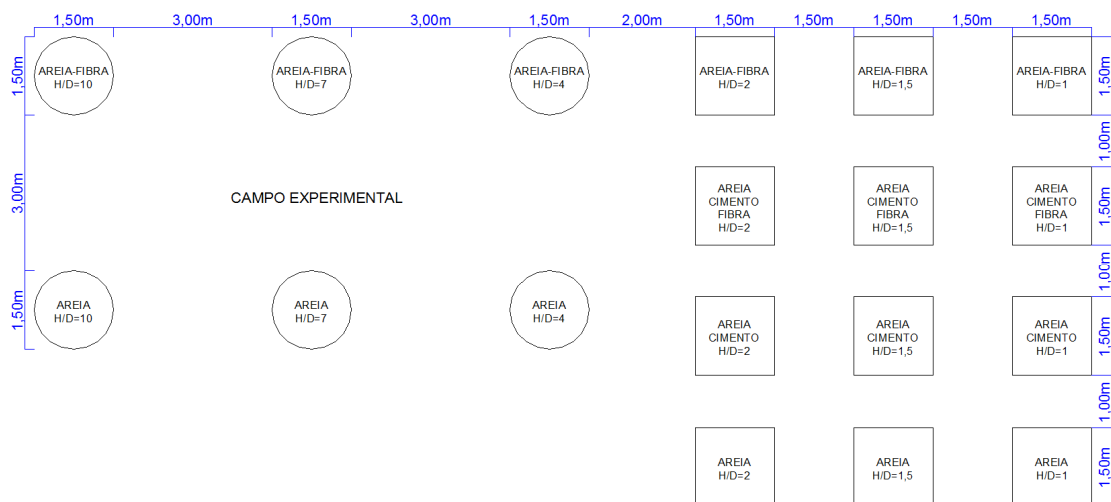 1,50m 3,00m 1,50m 3,00m 1,50m 2,00m 1,50m 1,50m 1,50m 1,50m 1,50m
1,50m
AREIA-FIBRA
H/D=10
AREIA-FIBRA
H/D=7
AREIA-FIBRA
H/D=4
AREIA-FIBRA
H/D=2
AREIA-FIBRA
H/D=1,5
AREIA-FIBRA
H/D=1
1,50m
1,00m
3,00m
CAMPO EXPERIMENTAL
AREIA
CIMENTO
FIBRA
H/D=2
AREIA
CIMENTO
FIBRA
H/D=1,5
AREIA
CIMENTO
FIBRA
H/D=1
1,50m
1,00m
1,50m
AREIA
H/D=10
AREIA
H/D=7
AREIA
H/D=4
AREIA
CIMENTO
H/D=2
AREIA
CIMENTO
H/D=1,5
AREIA
CIMENTO
H/D=1
1,50m
1,00m
AREIA
H/D=2
AREIA
H/D=1,5
AREIA
H/D=1
1,50m